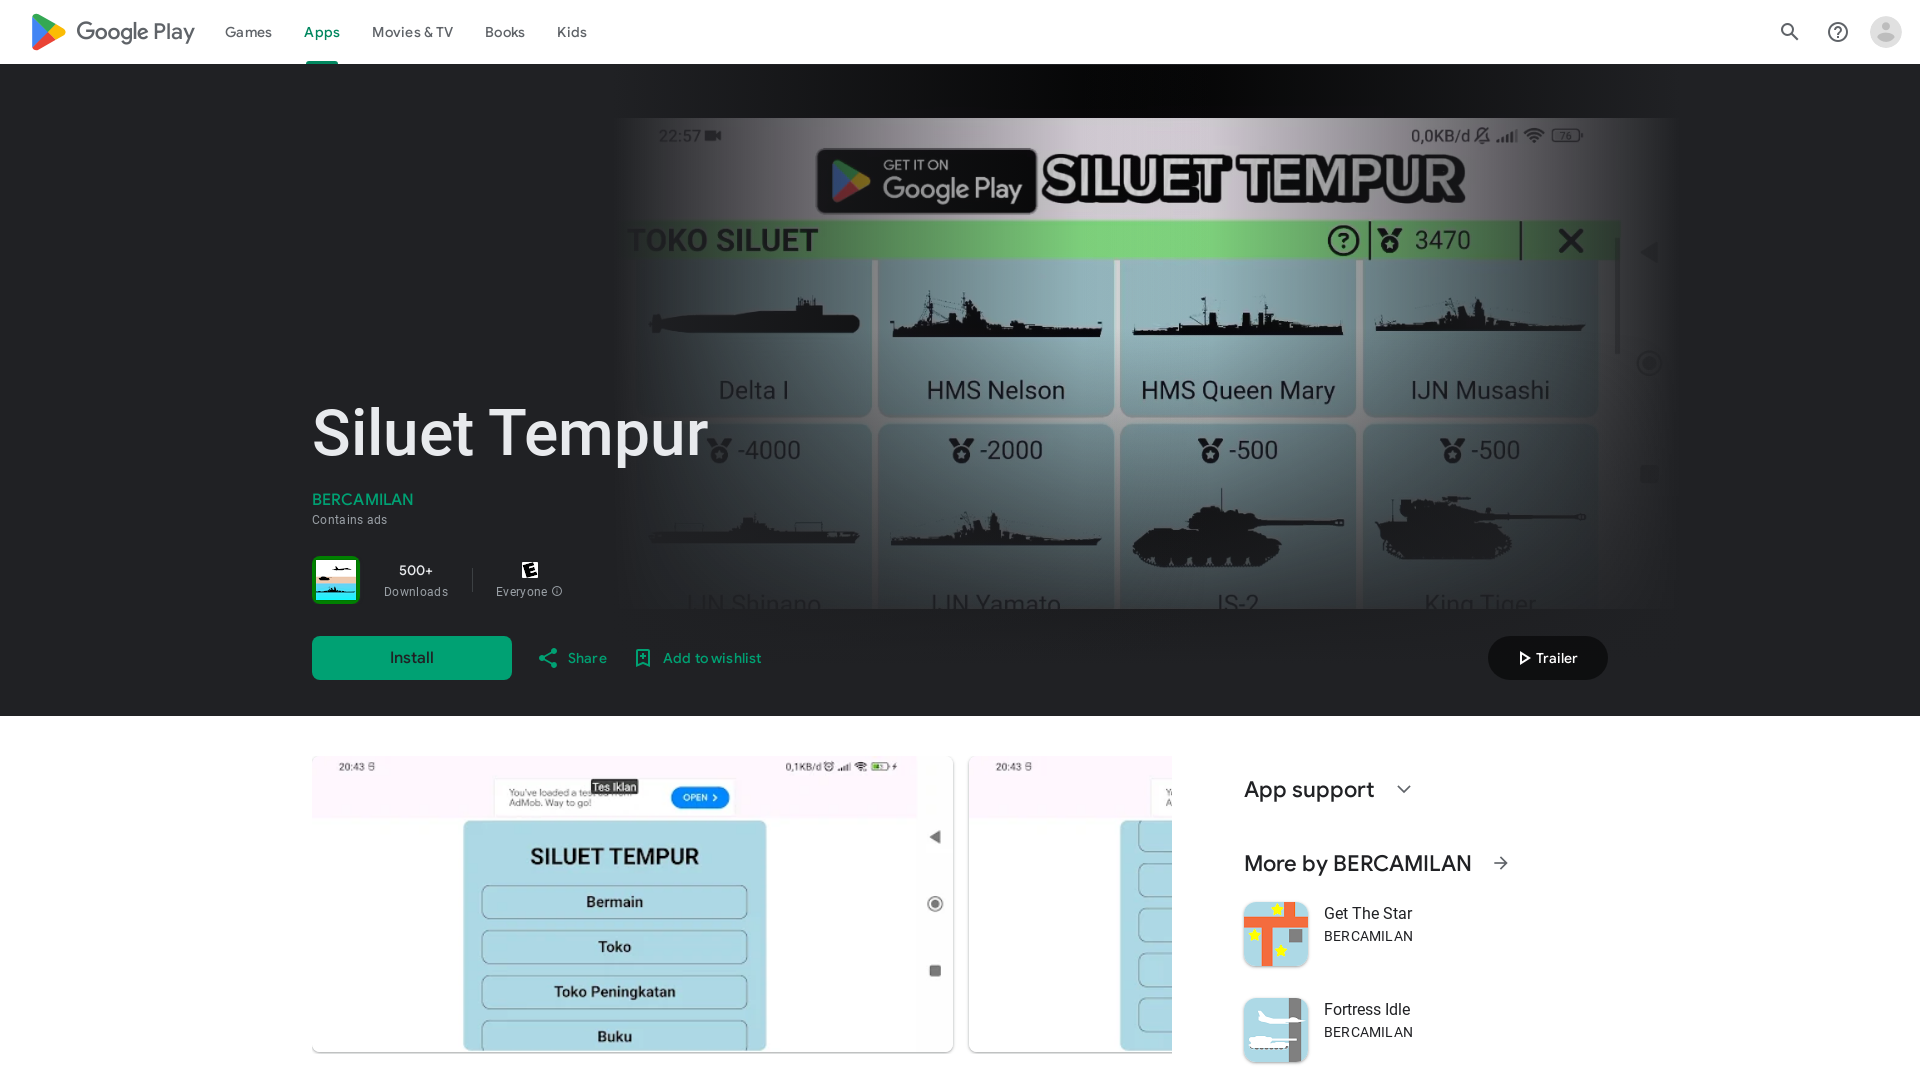 Google Play
Games
Apps
Movies & TV
Books
Kids
22:57
0,0KB/d
76
GET IT ON
Google Play
SILUET TEMPUR
TOKO SILUET
3470
Delta I
HMS Nelson
HMS Queen Mary
IJN Musashi
-4000
-2000
-500
-500
IJN Shinano
IJN Yamato
IS-2
King Tiger
Siluet Tempur
BERCAMILAN
Contains ads
500+
Downloads
E
Everyone
Install
Share
Add to wishlist
Trailer
20:43
0,1KB/d
You've loaded a test ad from
AdMob. Way to go!
Tes Iklan
OPEN
SILUET TEMPUR
Bermain
Toko
Toko Peningkatan
Buku
20:43
App support
More by BERCAMILAN
Get The Star
BERCAMILAN
Fortress Idle
BERCAMILAN